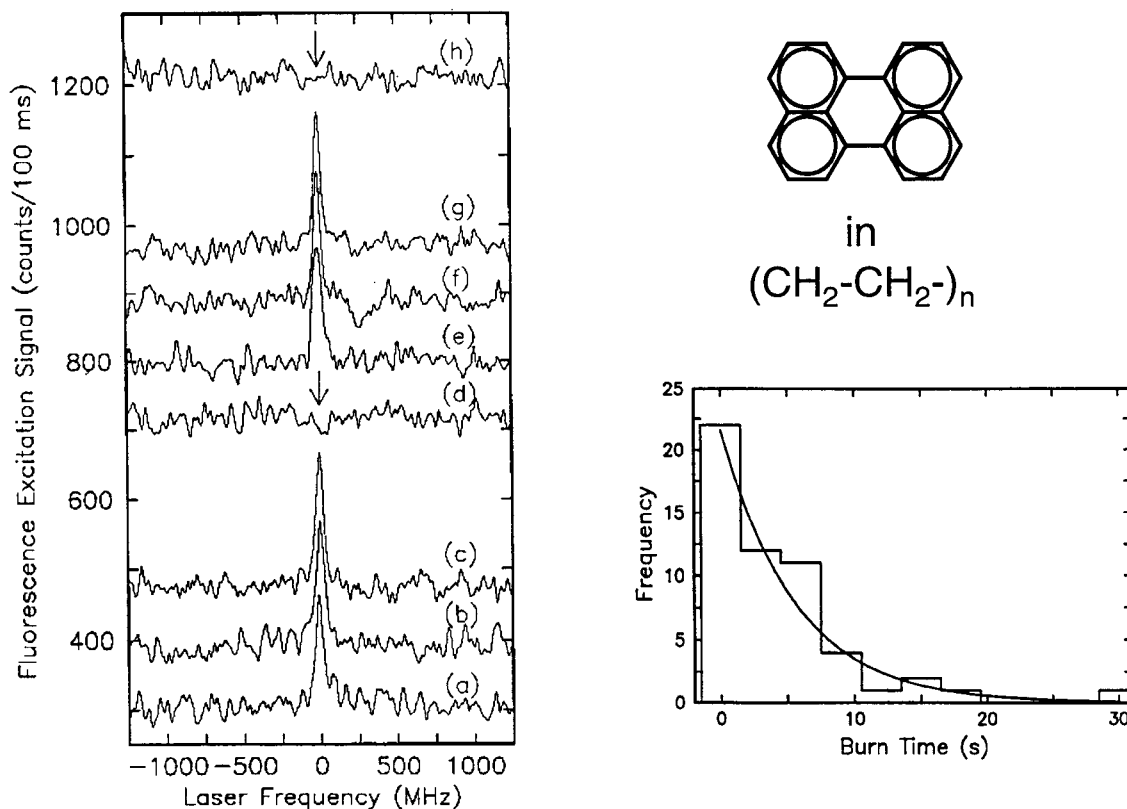 Fluorescence Excitation Signal (counts/100 ms)
1200
1000
800
600
400
(h)
(g)
(f)
(e)
(d)
(c)
(b)
(a)
−1000 −500 0 500 1000
Laser Frequency (MHz)
in
(CH₂-CH₂-)ₙ
Frequency
25
20
15
10
5
0
0 10 20 30
Burn Time (s)